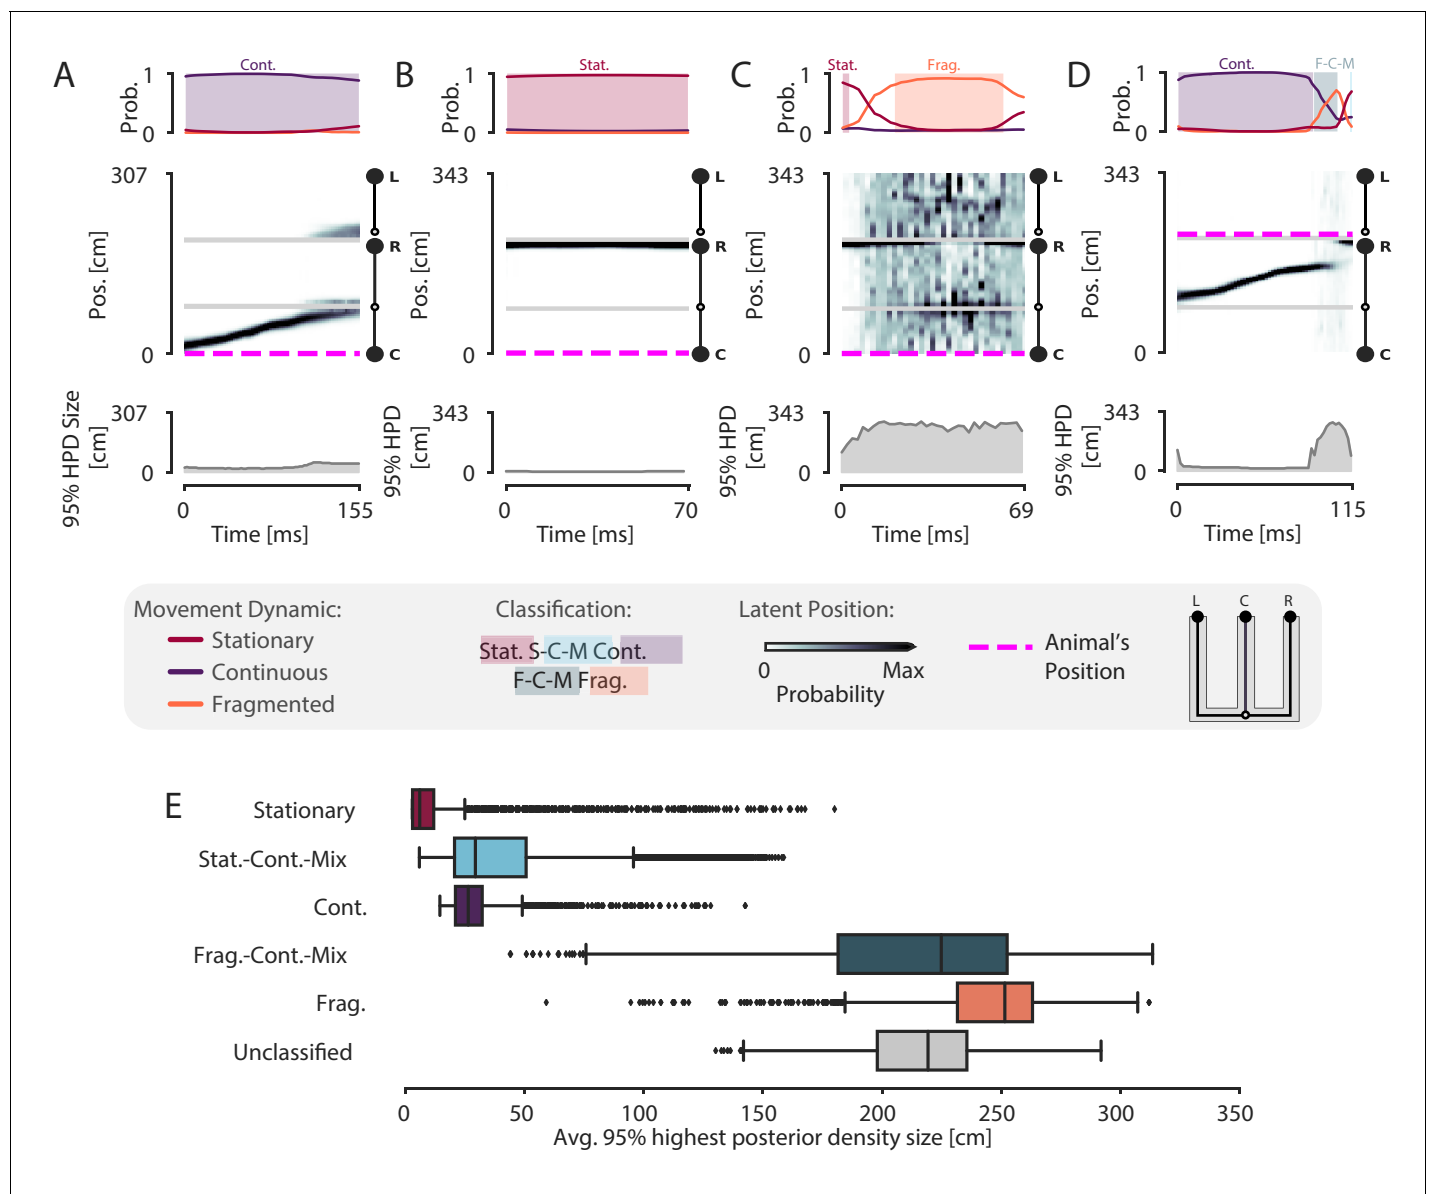 A
Cont.
1
0
Prob.
307
0
Pos. [cm]
L
R
C
307
0
95% HPD Size
[cm]
0
155
Time [ms]
B
Stat.
1
0
Prob.
343
0
Pos. [cm]
L
R
C
343
0
95% HPD
[cm]
0
70
Time [ms]
C
Stat.
Frag.
1
0
Prob.
343
0
Pos. [cm]
L
R
C
343
0
95% HPD
[cm]
0
69
Time [ms]
D
Cont.
F-C-M
1
0
Prob.
343
0
Pos. [cm]
L
R
C
343
0
95% HPD
[cm]
0
115
Time [ms]
Movement Dynamic:
Stationary
Continuous
Fragmented
Classification:
Stat. S-C-M Cont.
F-C-M Frag.
Latent Position:
0 Max
Probability
Animal's
Position
L C R
E
Stationary
Stat.-Cont.-Mix
Cont.
Frag.-Cont.-Mix
Frag.
Unclassified
0 50 100 150 200 250 300 350
Avg. 95% highest posterior density size [cm]